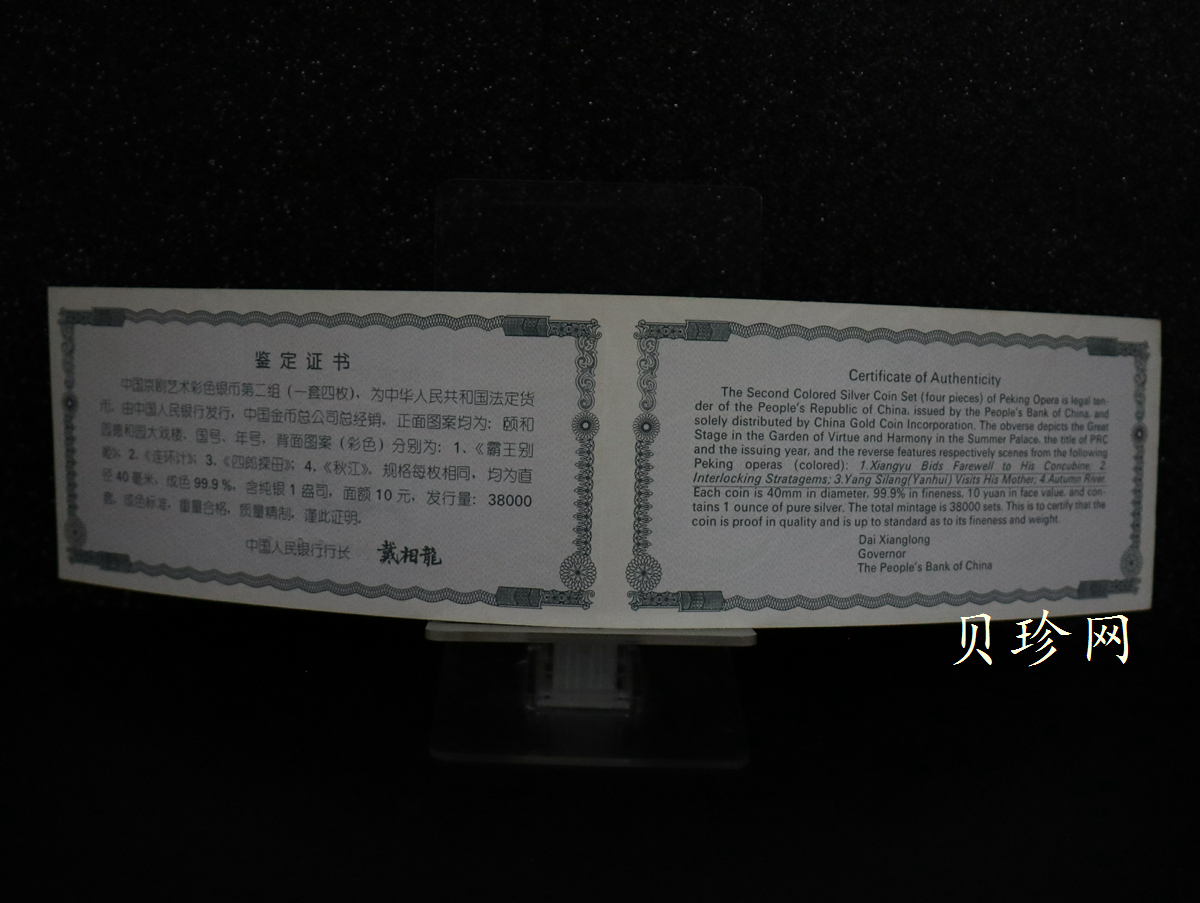 鉴定证书
中国京剧艺术彩色银币第二组（一套四枚），为中华人民共和国法定货
币，由中国人民银行发行，中国金币总公司总经销，正面图案均为：颐和
园德和园大戏楼、国号、年号，背面图案（彩色）分别为：1、《霸王别
姬》；2、《连环计》；3、《四郎探母》；4、《秋江》。规格每枚相同，均为直
径40毫米，成色99.9%，含纯银1盎司，面额10元，发行量：38000
套。成色标准，重量合格，质量精制，谨此证明。
中国人民银行行长 戴相龍
Certificate of Authenticity
The Second Colored Silver Coin Set (four pieces) of Peking Opera is legal ten-
der of the People's Republic of China, issued by the People's Bank of China, and
solely distributed by China Gold Coin Incorporation. The obverse depicts the Great
Stage in the Garden of Virtue and Harmony in the Summer Palace, the title of PRC
and the issuing year, and the reverse features respectively scenes from the following
Peking operas (colored): 1.Xiangyu Bids Farewell to His Concubine; 2.
Interlocking Stratagems; 3.Yang Silang(Yanhui) Visits His Mother; 4.Autumn River.
Each coin is 40mm in diameter, 99.9% in fineness, 10 yuan in face value, and con-
tains 1 ounce of pure silver. The total mintage is 38000 sets. This is to certify that the
coin is proof in quality and is up to standard as to its fineness and weight.
Dai Xianglong
Governor
The People's Bank of China
贝珍网